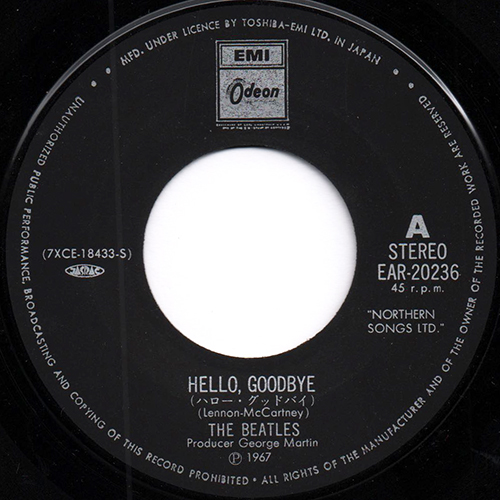 MFD. UNDER LICENCE BY TOSHIBA-EMI LTD. IN JAPAN •
EMI
Odeon
(7XCE-18433-S)
JASRAC
A
STEREO
EAR-20236
45 r.p.m.
"NORTHERN
SONGS LTD."
HELLO, GOODBYE
(ハロー・グッドバイ)
(Lennon-McCartney)
THE BEATLES
Producer George Martin
Ⓟ 1967
• UNAUTHORIZED PUBLIC PERFORMANCE, BROADCASTING AND COPYING OF THIS RECORD PROHIBITED • ALL RIGHTS OF THE MANUFACTURER AND OF THE OWNER OF THE RECORDED WORK ARE RESERVED